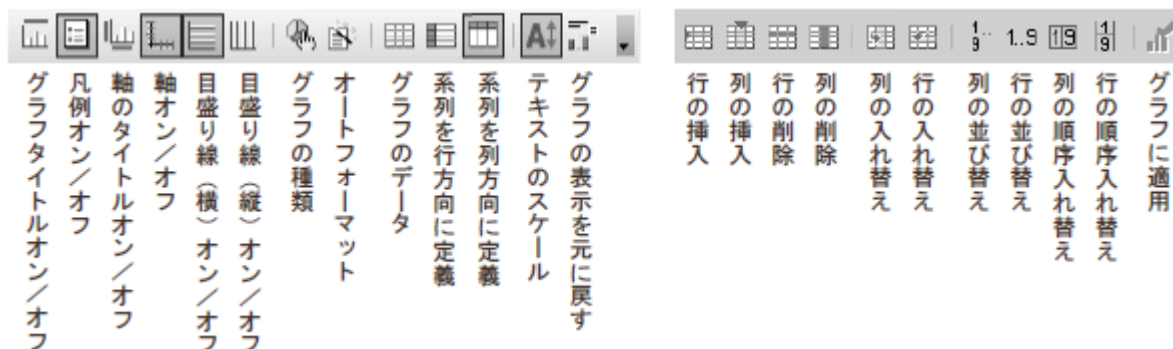 グラフタイトルオン／オフ
凡例オン／オフ
軸のタイトルオン／オフ
軸オン／オフ
目盛り線（横）オン／オフ
目盛り線（縦）オン／オフ
グラフの種類
オートフォーマット
グラフのデータ
系列を行方向に定義
系列を列方向に定義
テキストのスケール
グラフの表示を元に戻す
行の挿入
列の挿入
行の削除
列の削除
列の入れ替え
行の入れ替え
列の並び替え
行の並び替え
列の順序入れ替え
行の順序入れ替え
グラフに適用